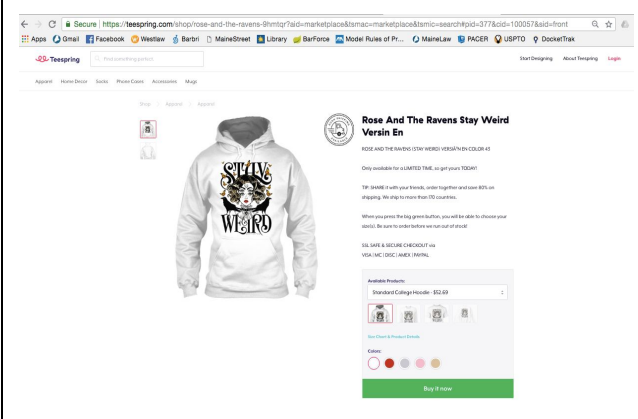 Secure https://teespring.com/shop/rose-and-the-ravens-9hmtqr?aid=marketplace&tsmac=marketplace&tsmic=search#pid=377&cid=100057&sid=front
Apps Gmail Facebook Westlaw Barbri MaineStreet Library BarForce Model Rules of Pr... MaineLaw PACER USPTO DocketTrak
Teespring Find something perfect Start Designing About Teespring Login
Apparel Home Decor Socks Phone Cases Accessories Mugs
Shop Apparel Apparel
STAY
WEIRD
Rose And The Ravens Stay Weird
Versin En
ROSE AND THE RAVENS (STAY WEIRD) VERSIÃ"N EN COLOR 43
Only available for a LIMITED TIME, so get yours TODAY!
TIP: SHARE it with your friends, order together and save 80% on
shipping. We ship to more than 170 countries.
When you press the big green button, you will be able to choose your
size(s). Be sure to order before we run out of stock!
SSL SAFE & SECURE CHECKOUT via
VISA | MC | DISC | AMEX | PAYPAL
Available Products:
Standard College Hoodie - $52.69
Size Chart & Product Details
Colors:
Buy it now